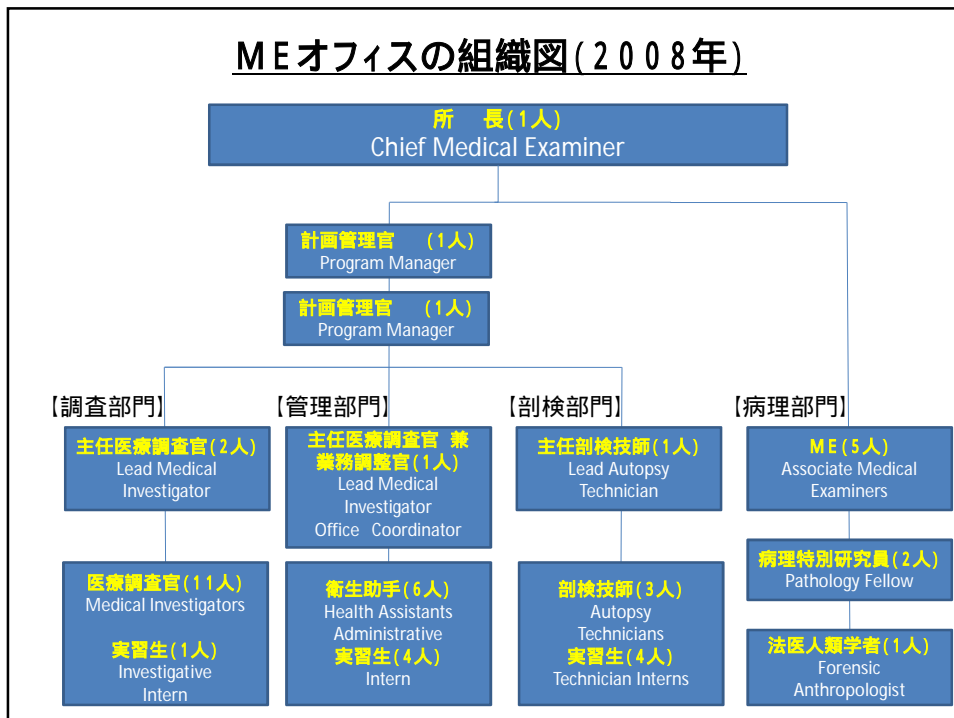 MEオフィスの組織図(2008年)
所 長(1人)
Chief Medical Examiner
計画管理官 (1人)
Program Manager
計画管理官 (1人)
Program Manager
【調査部門】
主任医療調査官(2人)
Lead Medical
Investigator
医療調査官(11人)
Medical Investigators
実習生(1人)
Investigative
Intern
【管理部門】
主任医療調査官 兼
業務調整官(1人)
Lead Medical
Investigator
Office Coordinator
衛生助手(6人)
Health Assistants
Administrative
実習生(4人)
Intern
【剖検部門】
主任剖検技師(1人)
Lead Autopsy
Technician
剖検技師(3人)
Autopsy
Technicians
実習生(4人)
Technician Interns
【病理部門】
ME(5人)
Associate Medical
Examiners
病理特別研究員(2人)
Pathology Fellow
法医人類学者(1人)
Forensic
Anthropologist